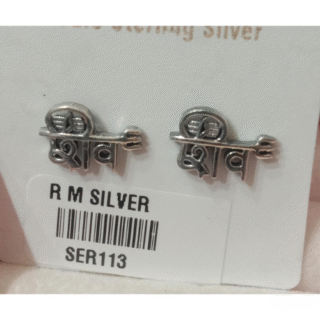 Sterling Silver
शिव शिव
R M SILVER
SER113